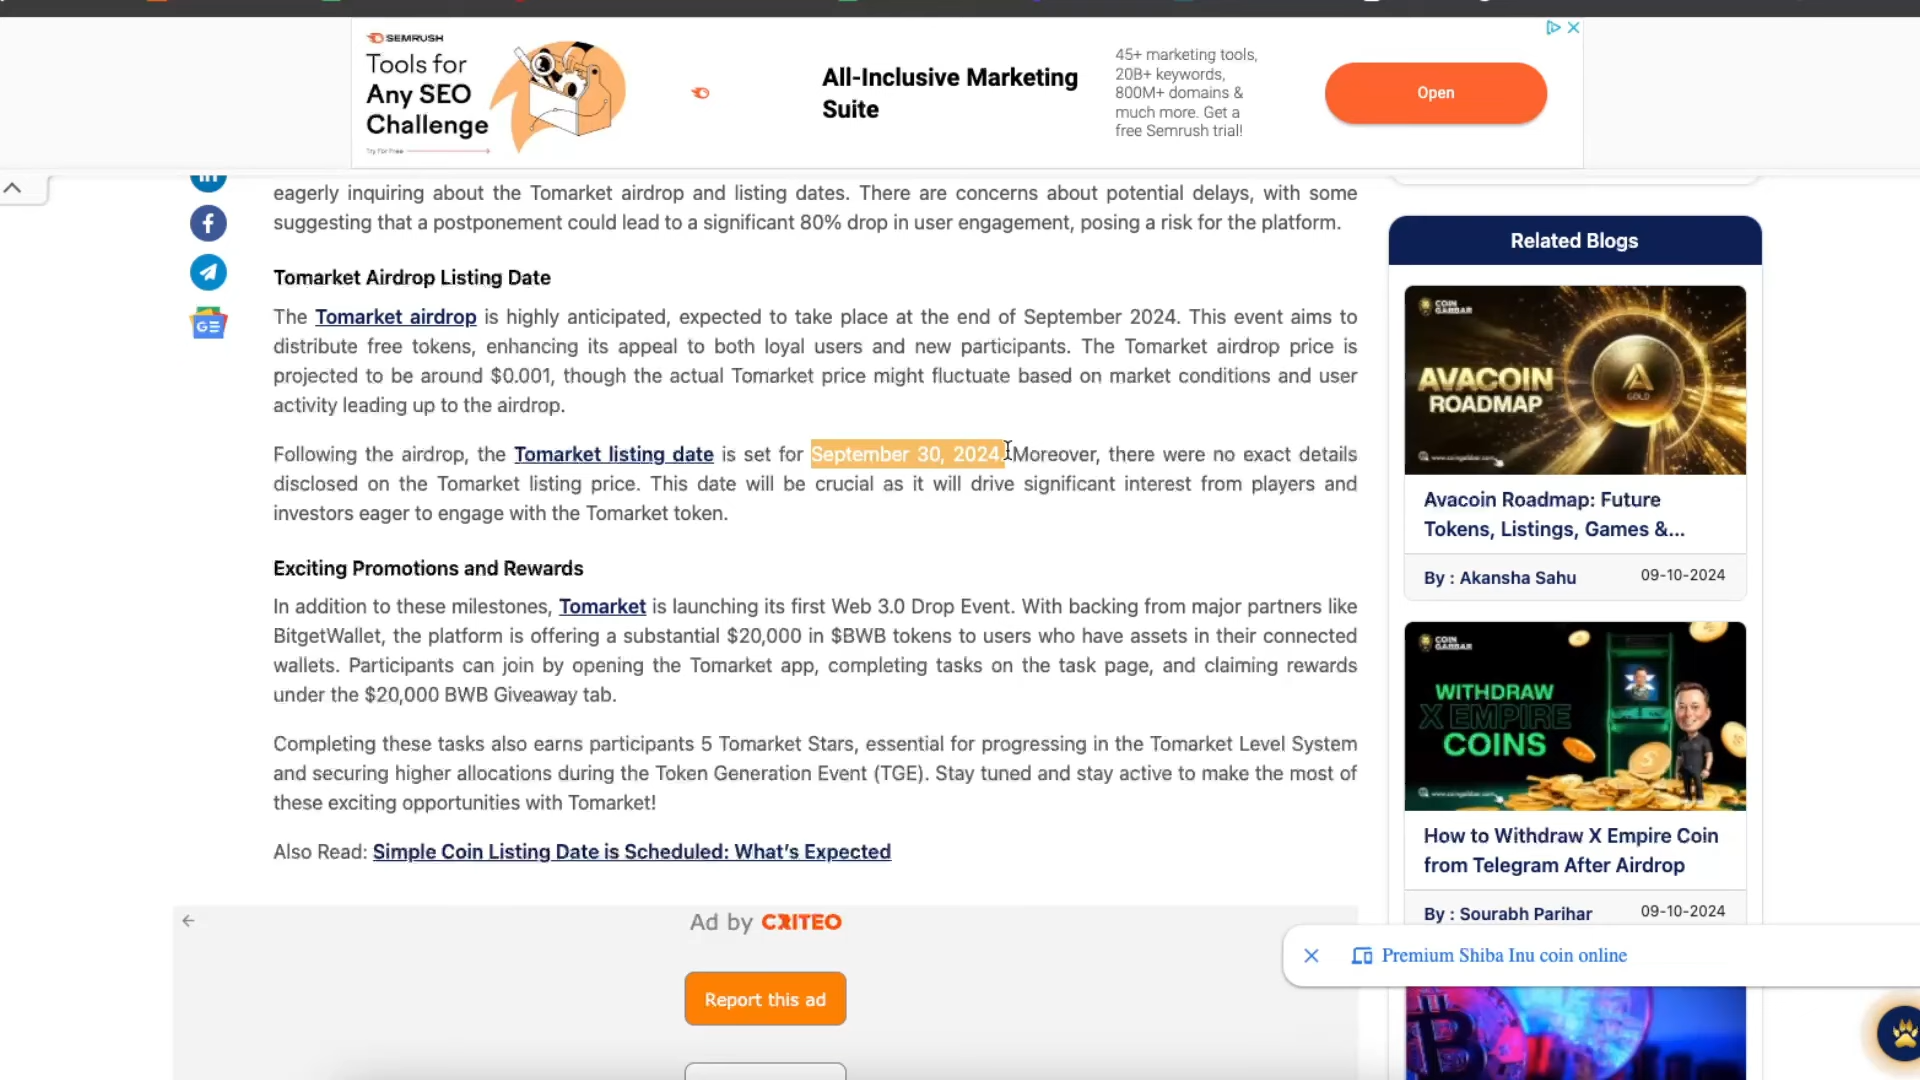 SEMRUSH
Tools for
Any SEO
Challenge
Try For Free
All-Inclusive Marketing
Suite
45+ marketing tools,
20B+ keywords,
800M+ domains &
much more. Get a
free Semrush trial!
Open
eagerly inquiring about the Tomarket airdrop and listing dates. There are concerns about potential delays, with some
suggesting that a postponement could lead to a significant 80% drop in user engagement, posing a risk for the platform.
Tomarket Airdrop Listing Date
The Tomarket airdrop is highly anticipated, expected to take place at the end of September 2024. This event aims to
distribute free tokens, enhancing its appeal to both loyal users and new participants. The Tomarket airdrop price is
projected to be around $0.001, though the actual Tomarket price might fluctuate based on market conditions and user
activity leading up to the airdrop.
Following the airdrop, the Tomarket listing date is set for September 30, 2024. Moreover, there were no exact details
disclosed on the Tomarket listing price. This date will be crucial as it will drive significant interest from players and
investors eager to engage with the Tomarket token.
Exciting Promotions and Rewards
In addition to these milestones, Tomarket is launching its first Web 3.0 Drop Event. With backing from major partners like
BitgetWallet, the platform is offering a substantial $20,000 in $BWB tokens to users who have assets in their connected
wallets. Participants can join by opening the Tomarket app, completing tasks on the task page, and claiming rewards
under the $20,000 BWB Giveaway tab.
Completing these tasks also earns participants 5 Tomarket Stars, essential for progressing in the Tomarket Level System
and securing higher allocations during the Token Generation Event (TGE). Stay tuned and stay active to make the most of
these exciting opportunities with Tomarket!
Also Read: Simple Coin Listing Date is Scheduled: What's Expected
Ad by CRITEO
Report this ad
Related Blogs
COIN
GABBAR
AVACOIN
ROADMAP
GOLD
www.coingabbar.com
Avacoin Roadmap: Future
Tokens, Listings, Games &...
By : Akansha Sahu 09-10-2024
COIN
GABBAR
WITHDRAW
X EMPIRE
COINS
www.coingabbar.com
How to Withdraw X Empire Coin
from Telegram After Airdrop
By : Sourabh Parihar 09-10-2024
Premium Shiba Inu coin online